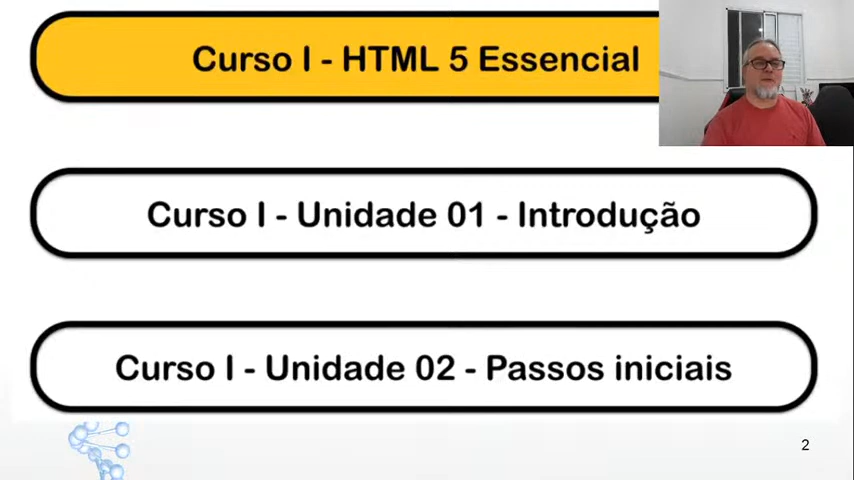 Curso I - HTML 5 Essencial
Curso I - Unidade 01 - Introdução
Curso I - Unidade 02 - Passos iniciais
2